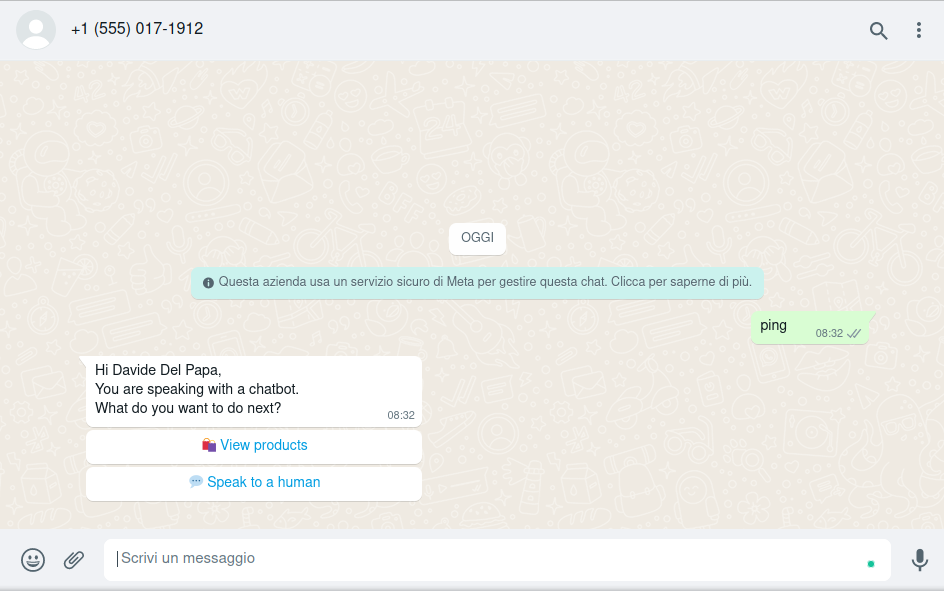 +1 (555) 017-1912
OGGI
Questa azienda usa un servizio sicuro di Meta per gestire questa chat. Clicca per saperne di più.
ping
08:32
Hi Davide Del Papa,
You are speaking with a chatbot.
What do you want to do next?
08:32
View products
Speak to a human
Scrivi un messaggio